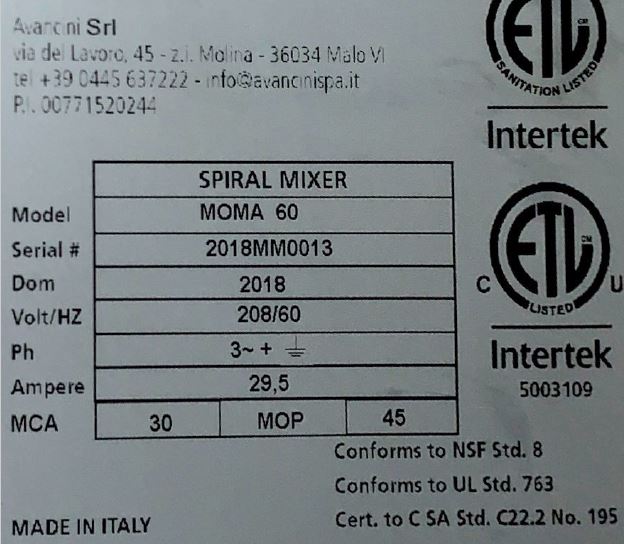 Avancini Srl
via del Lavoro, 45 - z.i. Molina - 36034 Malo VI
tel +39 0445 637222 - info@avancinispa.it
P.I. 00771520244
ETL
SANITATION LISTED
Intertek
SPIRAL MIXER
Model MOMA 60
Serial # 2018MM0013
Dom 2018
Volt/HZ 208/60
Ph 3~ + ⏚
Ampere 29,5
MCA 30 MOP 45
ETL CM
C LISTED U
Intertek
5003109
Conforms to NSF Std. 8
Conforms to UL Std. 763
Cert. to C SA Std. C22.2 No. 195
MADE IN ITALY